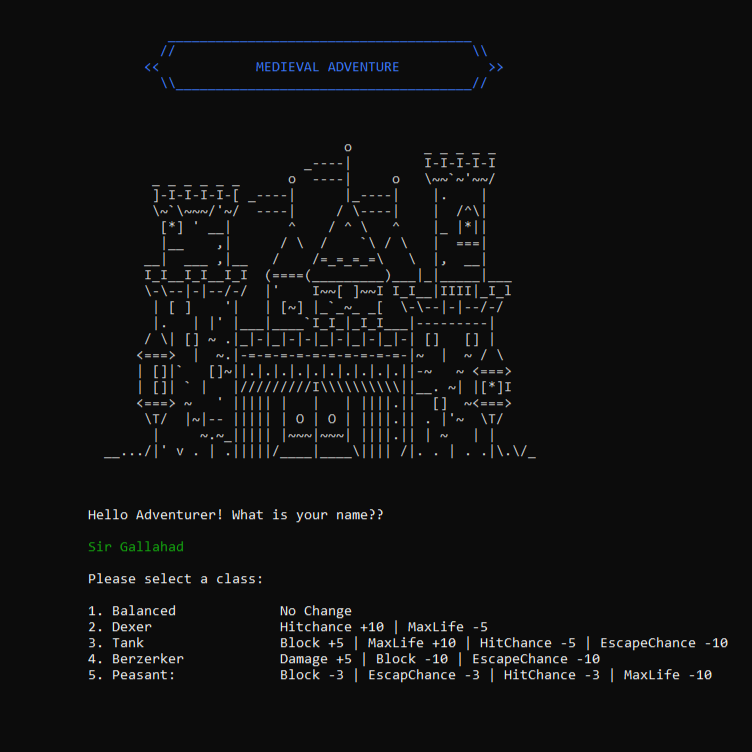 MEDIEVAL ADVENTURE
Hello Adventurer! What is your name??
Sir Gallahad
Please select a class:
1. Balanced No Change
2. Dexer Hitchance +10 | MaxLife -5
3. Tank Block +5 | MaxLife +10 | HitChance -5 | EscapeChance -10
4. Berzerker Damage +5 | Block -10 | EscapeChance -10
5. Peasant: Block -3 | EscapChance -3 | HitChance -3 | MaxLife -10